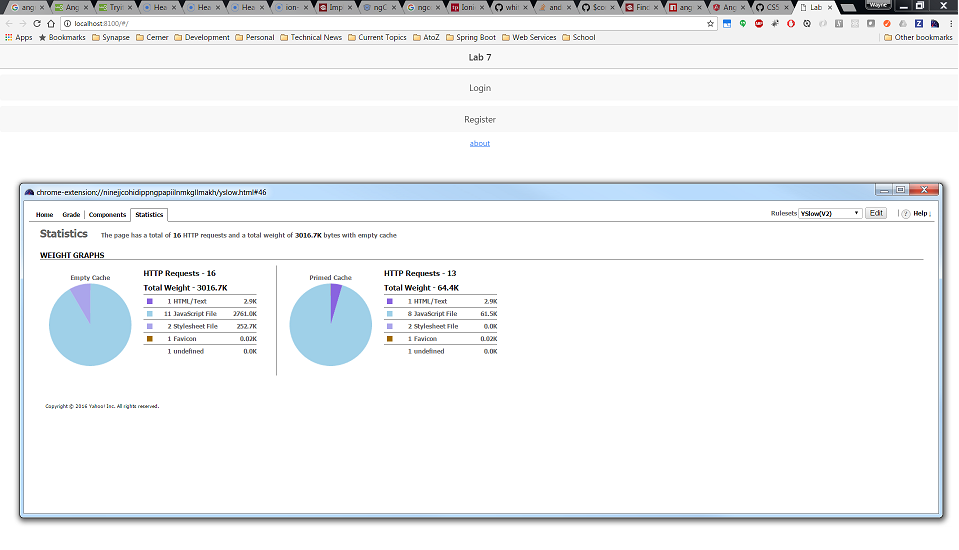 ang Ang Tryi Hea Hea Hea ion- Imp ngC ngc Ioni whi and $cc Finc ang Ang CS5 Lab Wayne
localhost:8100/#/
Apps Bookmarks Synapse Cerner Development Personal Technical News Current Topics AtoZ Spring Boot Web Services School Other bookmarks
Lab 7
Login
Register
about
chrome-extension://ninejjcohidippngpapiilnmkgllmakh/yslow.html#46
Home Grade Components Statistics Rulesets YSlow(V2) Edit ? Help ↓
Statistics The page has a total of 16 HTTP requests and a total weight of 3016.7K bytes with empty cache
WEIGHT GRAPHS
Empty Cache
HTTP Requests - 16
Total Weight - 3016.7K
1 HTML/Text 2.9K
11 JavaScript File 2761.0K
2 Stylesheet File 252.7K
1 Favicon 0.02K
1 undefined 0.0K
Primed Cache
HTTP Requests - 13
Total Weight - 64.4K
1 HTML/Text 2.9K
8 JavaScript File 61.5K
2 Stylesheet File 0.0K
1 Favicon 0.02K
1 undefined 0.0K
Copyright © 2016 Yahoo! Inc. All rights reserved.